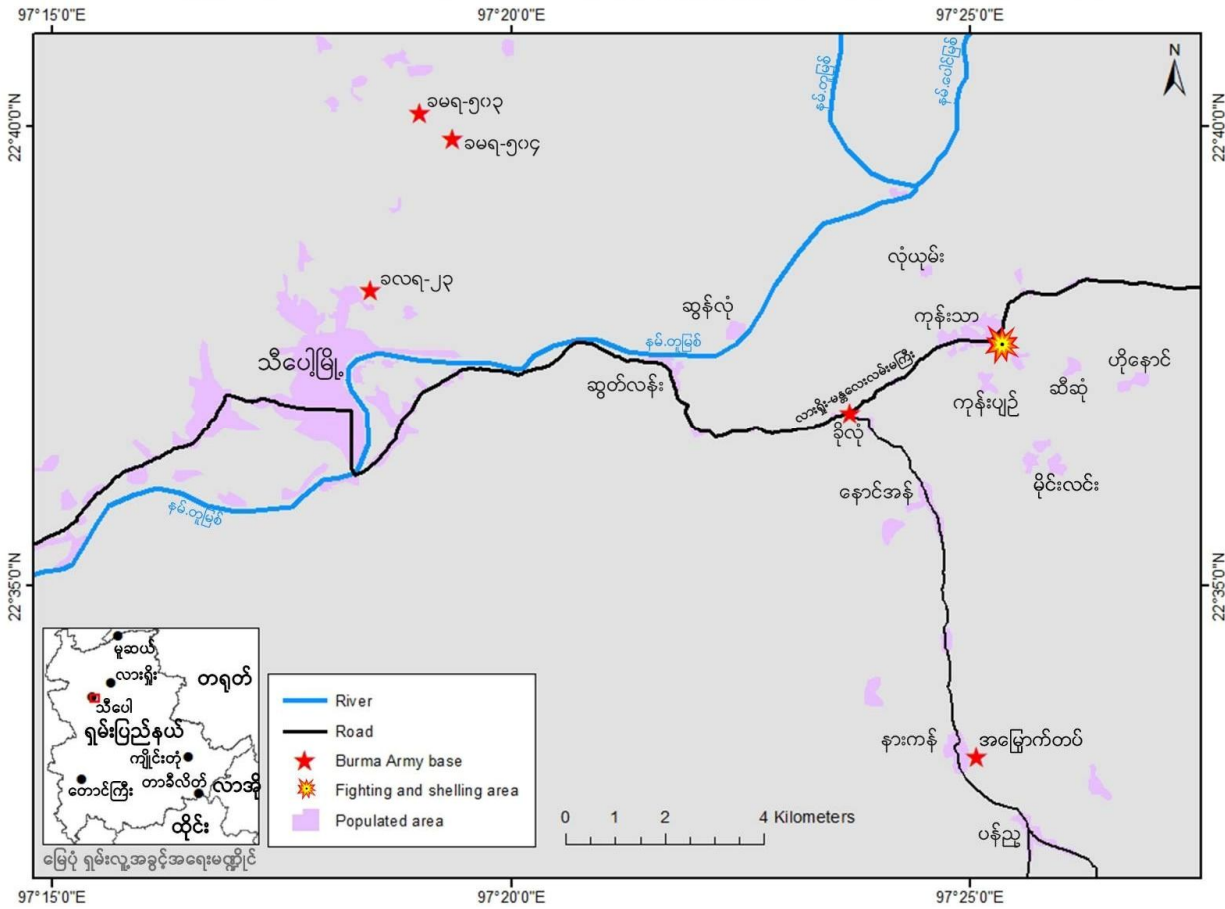 97°15'0"E
97°20'0"E
97°25'0"E
N
22°40'0"N
22°40'0"N
နမ့်တူမြစ်
နမ့်ပေါင်မြစ်
ခမရ-၅၀၃
ခမရ-၅၀၄
လုံယုမ်း
ခလရ-၂၃
ဆွန်လုံ
ကုန်းသာ
နမ့်တူမြစ်
သီပေါ့မြို့
ဆွတ်လန်း
လားရှိုး-မန္တလေးလမ်းမကြီး
ဟိုနောင်
ဆီဆုံ
ကုန်းပျဉ်
ခိုလုံ
မိုင်းလင်း
နောင်အန်
နမ့်တူမြစ်
22°35'0"N
22°35'0"N
မူဆယ်
လားရှိုး
တရုတ်
သီပေါ
ရှမ်းပြည်နယ်
ကျိုင်းတုံ
တောင်ကြီး
တာခီလိတ်
လာအို
ထိုင်း
မြေပုံ ရှမ်းလူ့အခွင့်အရေးမဏ္ဍိုင်
River
Road
Burma Army base
Fighting and shelling area
Populated area
0 1 2 4 Kilometers
နားကန်
အမြှောက်တပ်
ပန်ညု
97°15'0"E
97°20'0"E
97°25'0"E